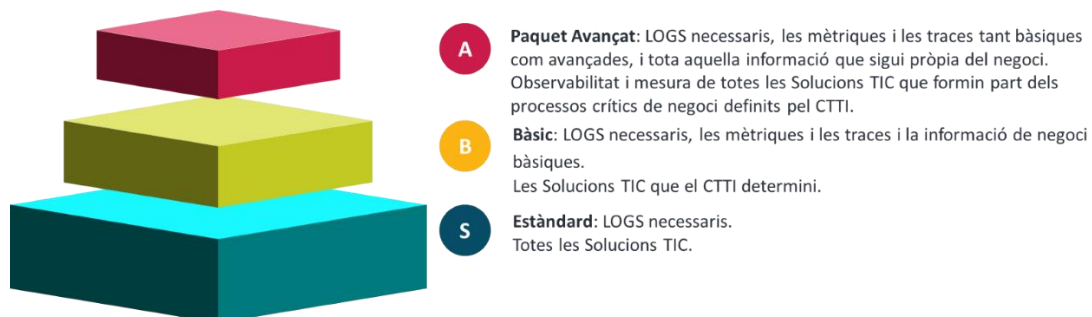 A
Paquet Avançat: LOGS necessaris, les mètriques i les traces tant bàsiques
com avançades, i tota aquella informació que sigui pròpia del negoci.
Observabilitat i mesura de totes les Solucions TIC que formin part dels
processos crítics de negoci definits pel CTTI.
B
Bàsic: LOGS necessaris, les mètriques i les traces i la informació de negoci
bàsiques.
Les Solucions TIC que el CTTI determini.
S
Estàndard: LOGS necessaris.
Totes les Solucions TIC.